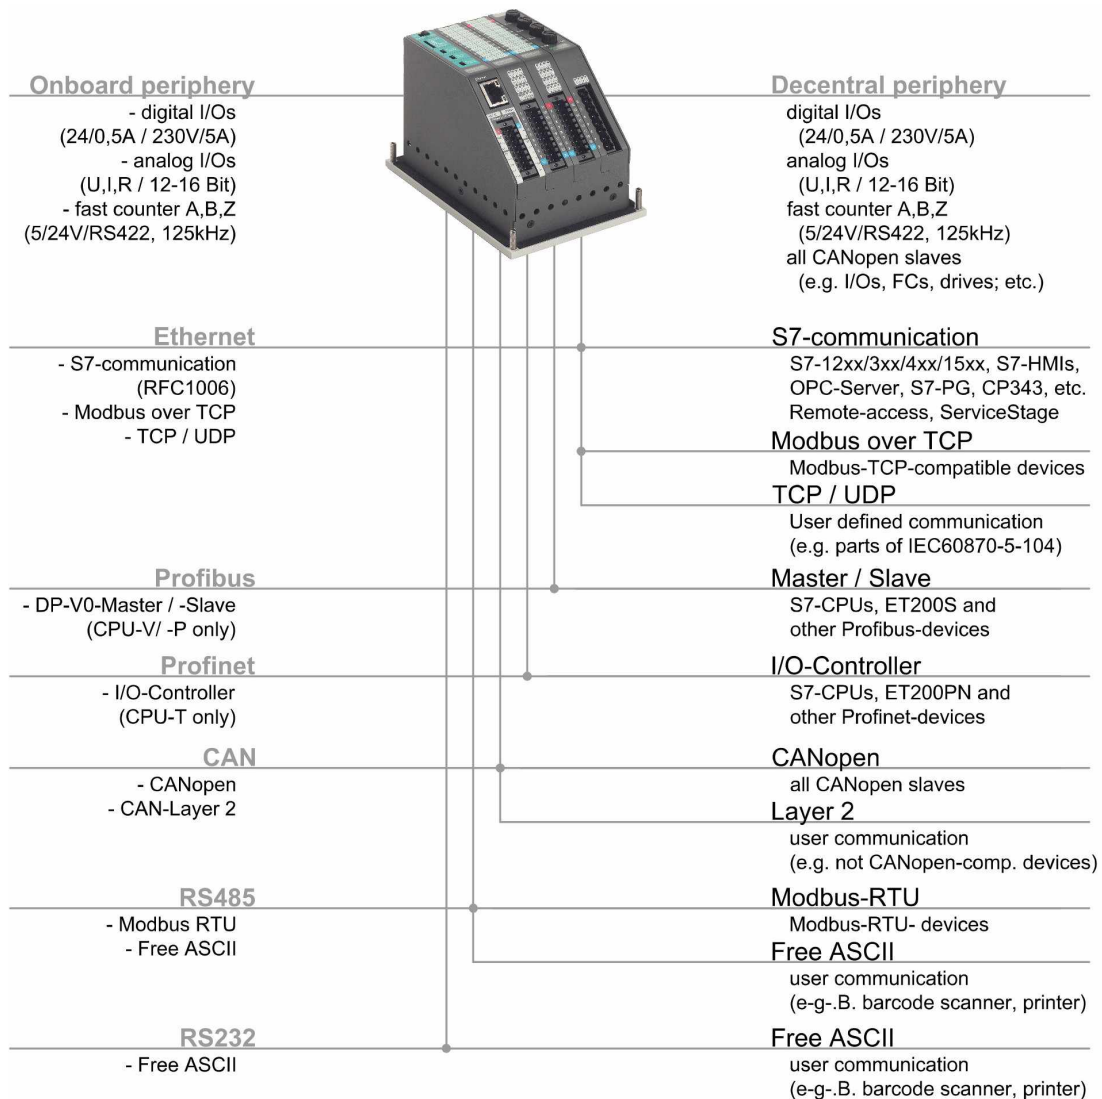 Onboard periphery
- digital I/Os
(24/0,5A / 230V/5A)
- analog I/Os
(U,I,R / 12-16 Bit)
- fast counter A,B,Z
(5/24V/RS422, 125kHz)
Decentral periphery
digital I/Os
(24/0,5A / 230V/5A)
analog I/Os
(U,I,R / 12-16 Bit)
fast counter A,B,Z
(5/24V/RS422, 125kHz)
all CANopen slaves
(e.g. I/Os, FCs, drives; etc.)
Ethernet
- S7-communication
(RFC1006)
- Modbus over TCP
- TCP / UDP
S7-communication
S7-12xx/3xx/4xx/15xx, S7-HMIs,
OPC-Server, S7-PG, CP343, etc.
Remote-access, ServiceStage
Modbus over TCP
Modbus-TCP-compatible devices
TCP / UDP
User defined communication
(e.g. parts of IEC60870-5-104)
Profibus
- DP-V0-Master / -Slave
(CPU-V/ -P only)
Master / Slave
S7-CPUs, ET200S and
other Profibus-devices
Profinet
- I/O-Controller
(CPU-T only)
I/O-Controller
S7-CPUs, ET200PN and
other Profinet-devices
CAN
- CANopen
- CAN-Layer 2
CANopen
all CANopen slaves
Layer 2
user communication
(e.g. not CANopen-comp. devices)
RS485
- Modbus RTU
- Free ASCII
Modbus-RTU
Modbus-RTU- devices
Free ASCII
user communication
(e-g-.B. barcode scanner, printer)
RS232
- Free ASCII
Free ASCII
user communication
(e-g-.B. barcode scanner, printer)